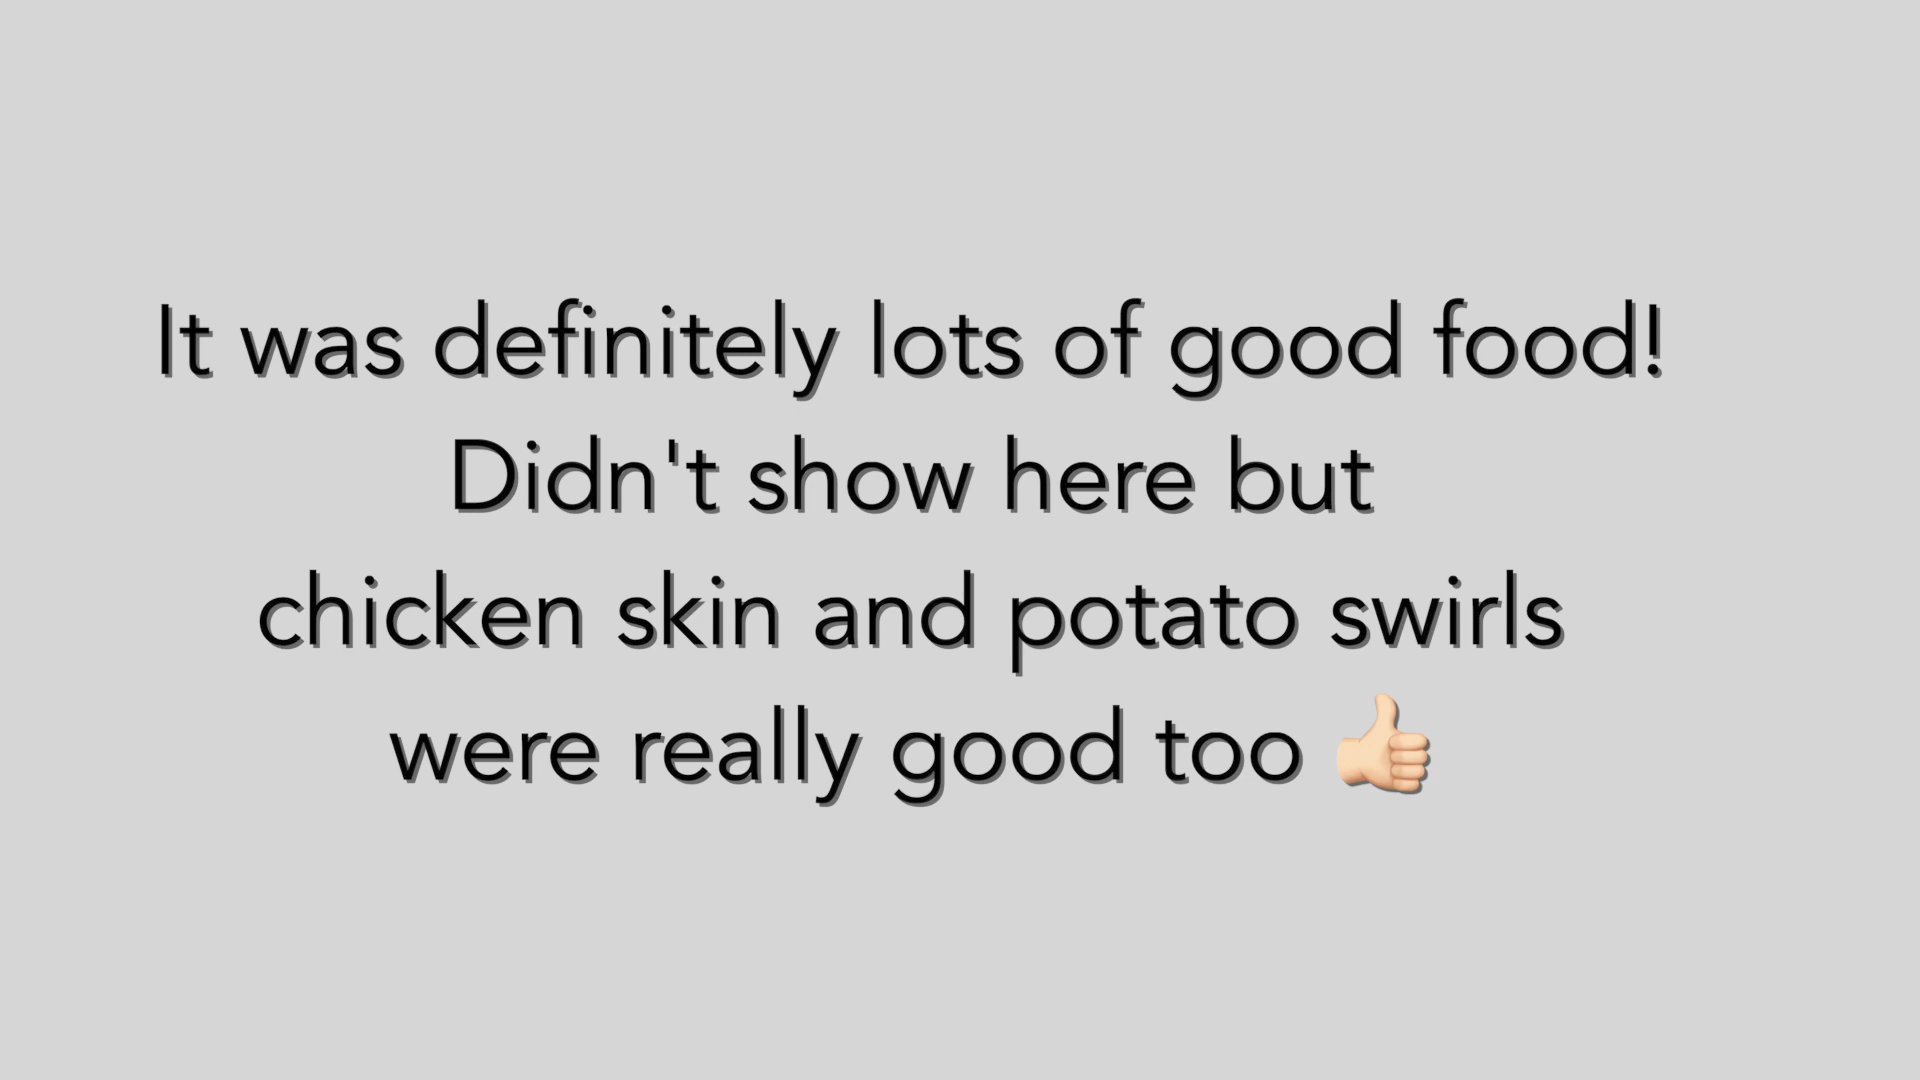 It was definitely lots of good food!
Didn't show here but
chicken skin and potato swirls
were really good too 👍🏻